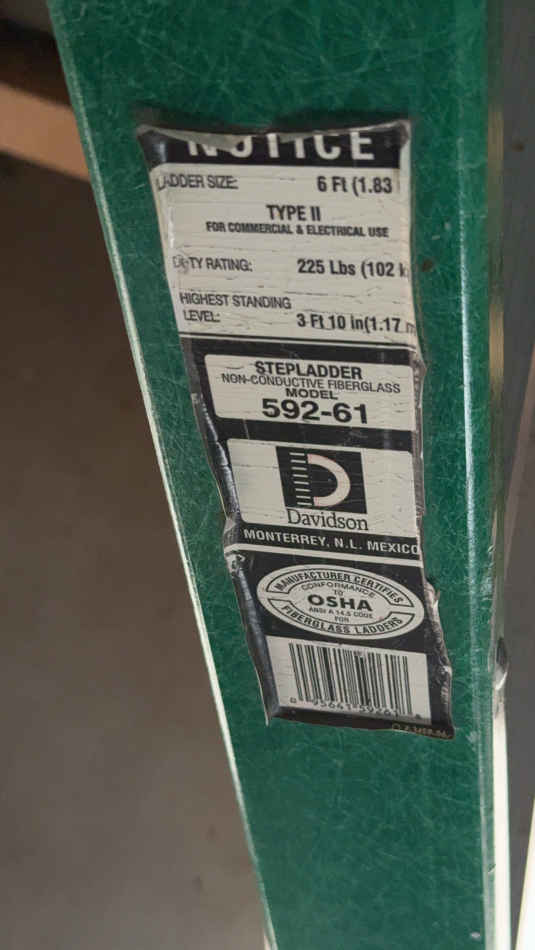 NOTICE
LADDER SIZE: 6 Ft (1.83
TYPE II
FOR COMMERCIAL & ELECTRICAL USE
DUTY RATING: 225 Lbs (102 k
HIGHEST STANDING
LEVEL: 3 Ft 10 in(1.17 m
STEPLADDER
NON-CONDUCTIVE FIBERGLASS
MODEL
592-61
Davidson
MONTERREY, N.L. MEXICO
MANUFACTURER CERTIFIES
CONFORMANCE
TO
OSHA
ANSI A 14.5 CODE
FOR
FIBERGLASS LADDERS